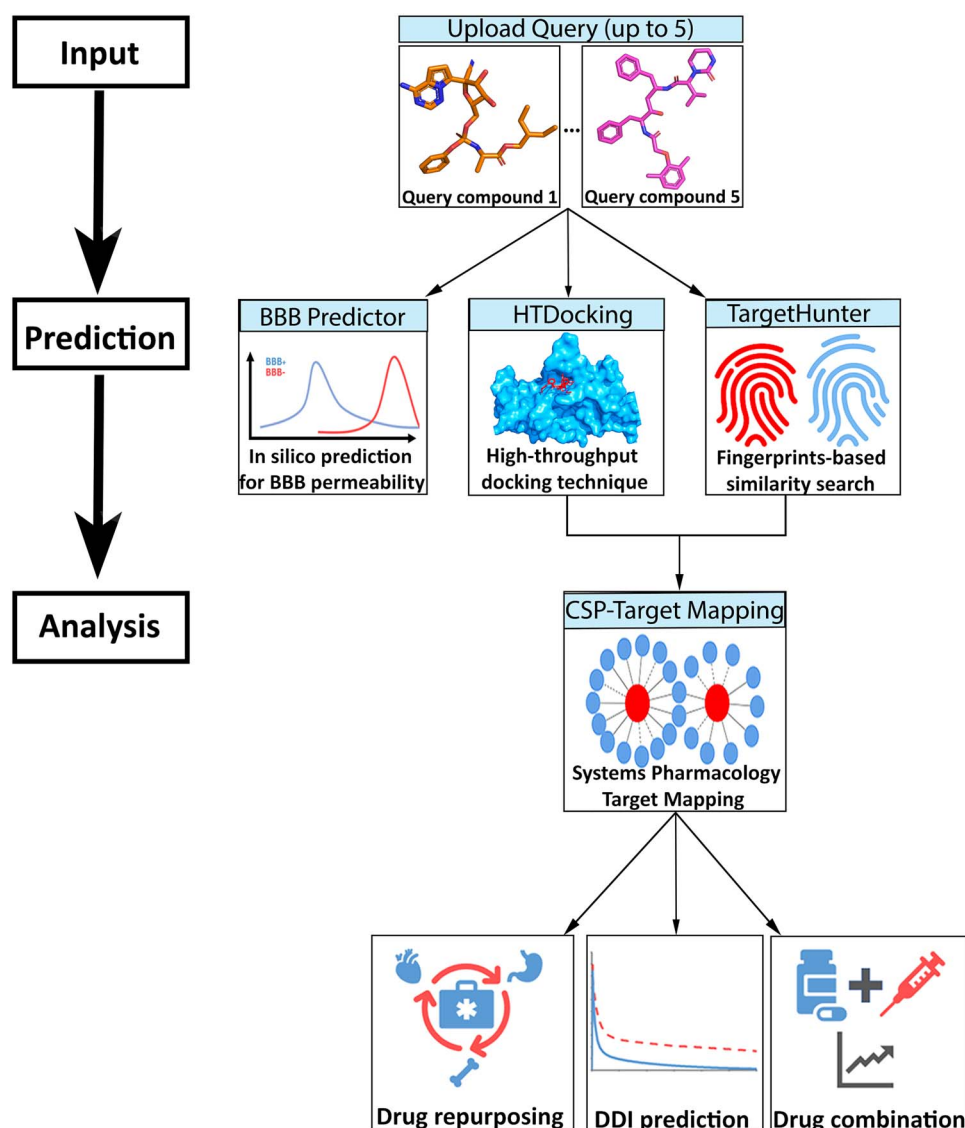 Input
Upload Query (up to 5)
...
Query compound 1
Query compound 5
Prediction
BBB Predictor
BBB+
BBB-
In silico prediction
for BBB permeability
HTDocking
High-throughput
docking technique
TargetHunter
Fingerprints-based
similarity search
Analysis
CSP-Target Mapping
Systems Pharmacology
Target Mapping
Drug repurposing
DDI prediction
Drug combination